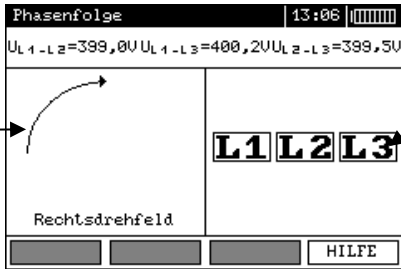 Phasenfolge 13:06
UL1-L2=399,0V UL1-L3=400,2V UL2-L3=399,5V
L1 L2 L3
Rechtsdrehfeld
HILFE